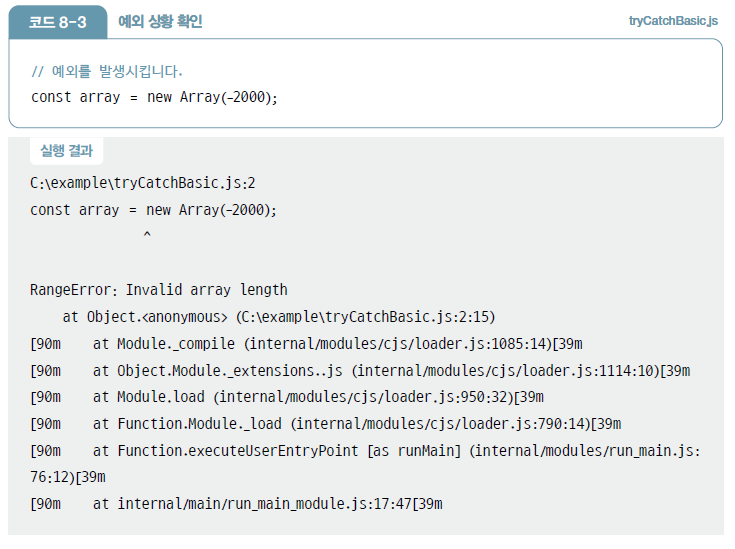 코드 8-3 예외 상황 확인 tryCatchBasic.js
// 예외를 발생시킵니다.
const array = new Array(-2000);
실행 결과
C:\example\tryCatchBasic.js:2
const array = new Array(-2000);
^
RangeError: Invalid array length
at Object.<anonymous> (C:\example\tryCatchBasic.js:2:15)
[90m    at Module._compile (internal/modules/cjs/loader.js:1085:14)[39m
[90m    at Object.Module._extensions..js (internal/modules/cjs/loader.js:1114:10)[39m
[90m    at Module.load (internal/modules/cjs/loader.js:950:32)[39m
[90m    at Function.Module._load (internal/modules/cjs/loader.js:790:14)[39m
[90m    at Function.executeUserEntryPoint [as runMain] (internal/modules/run_main.js:
76:12)[39m
[90m    at internal/main/run_main_module.js:17:47[39m